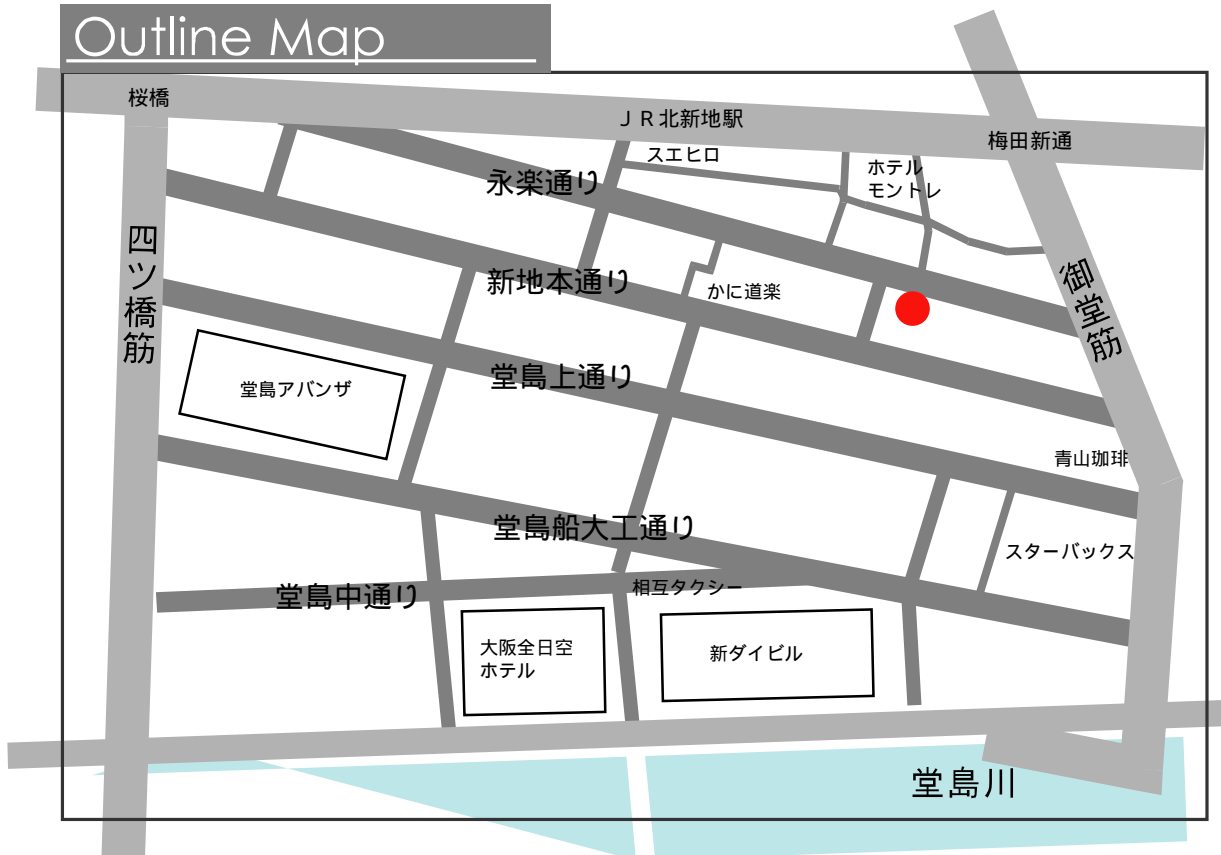 Outline Map
桜橋
ＪＲ北新地駅
梅田新通
スエヒロ
ホテル
モントレ
永楽通り
四ツ橋筋
新地本通り
かに道楽
御堂筋
堂島上通り
堂島アバンザ
青山珈琲
堂島船大工通り
スターバックス
堂島中通り
相互タクシー
大阪全日空
ホテル
新ダイビル
堂島川